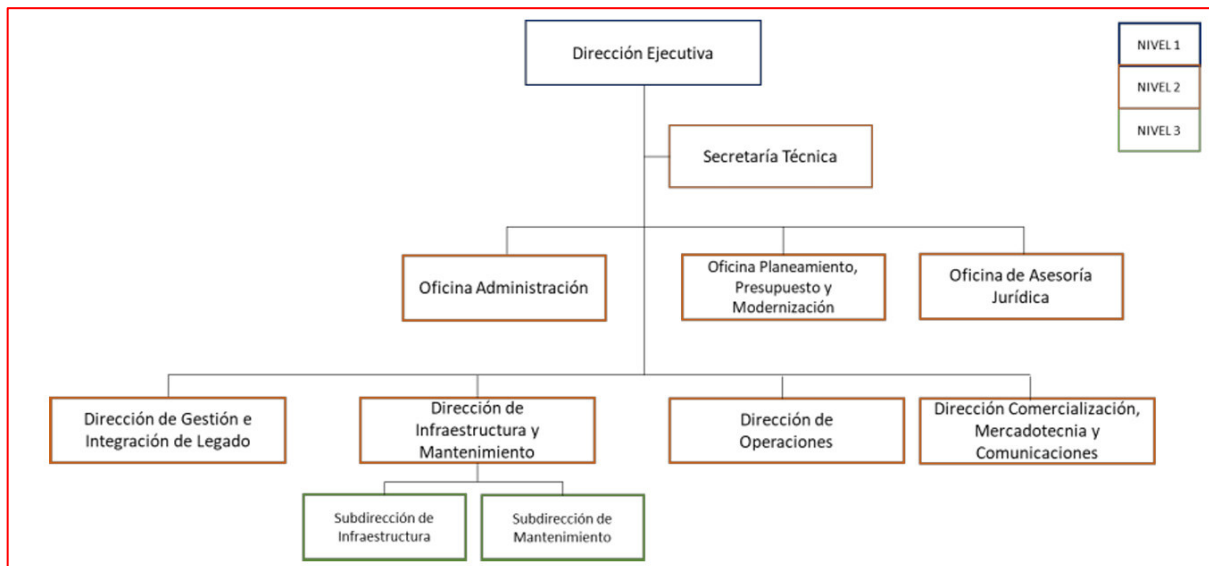 Dirección Ejecutiva
NIVEL 1
NIVEL 2
NIVEL 3
Secretaría Técnica
Oficina Administración
Oficina Planeamiento,
Presupuesto y
Modernización
Oficina de Asesoría
Jurídica
Dirección de Gestión e
Integración de Legado
Dirección de
Infraestructura y
Mantenimiento
Dirección de
Operaciones
Dirección Comercialización,
Mercadotecnia y
Comunicaciones
Subdirección de
Infraestructura
Subdirección de
Mantenimiento